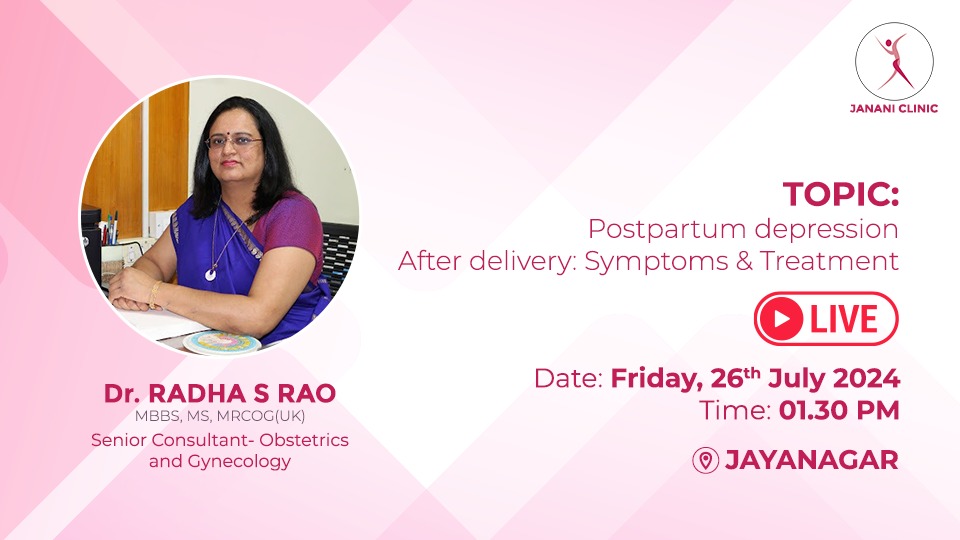 JANANI CLINIC
TOPIC:
Postpartum depression
After delivery: Symptoms & Treatment
LIVE
Date: Friday, 26th July 2024
Time: 01.30 PM
JAYANAGAR
Dr. RADHA S RAO
MBBS, MS, MRCOG(UK)
Senior Consultant- Obstetrics
and Gynecology